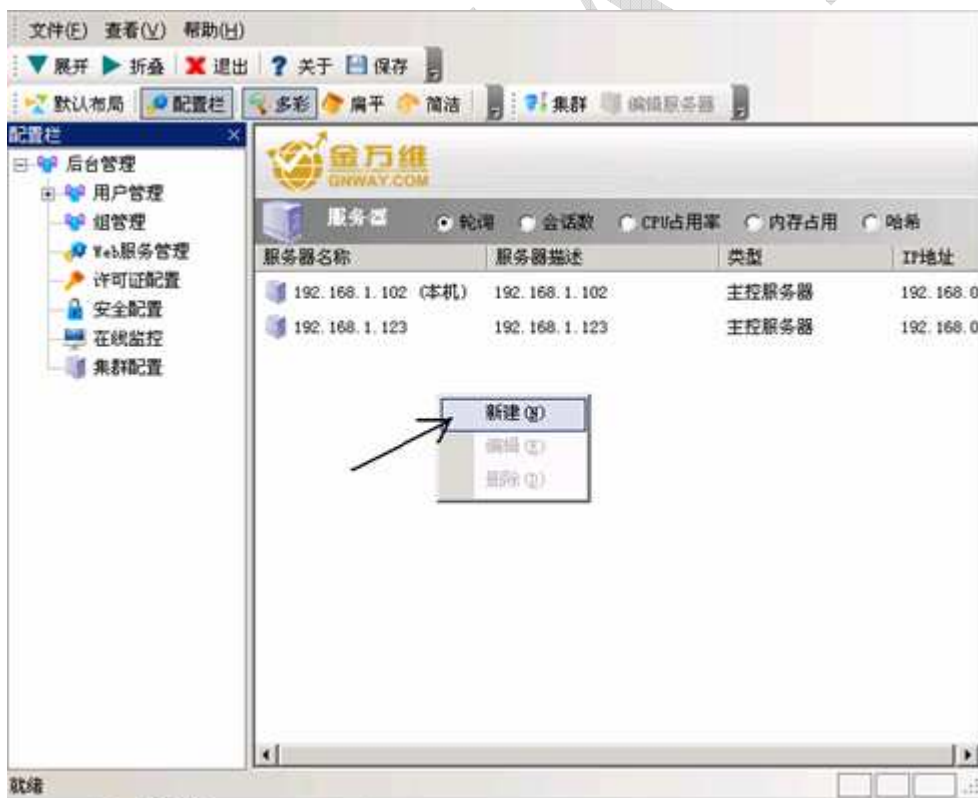 文件(F) 查看(V) 帮助(H)
展开 折叠 退出 关于 保存
默认布局 配置栏 多彩 扁平 简洁 集群 编辑服务器
配置栏
后台管理
用户管理
组管理
Web服务管理
许可证配置
安全配置
在线监控
集群配置
金万维
GNWAY.COM
服务器 轮询 会话数 CPU占用率 内存占用 哈希
服务器名称 服务器描述 类型 IP地址
192.168.1.102 (本机) 192.168.1.102 主控服务器 192.168.0
192.168.1.123 192.168.1.123 主控服务器 192.168.0
新建(N)
编辑(E)
删除(D)
就绪